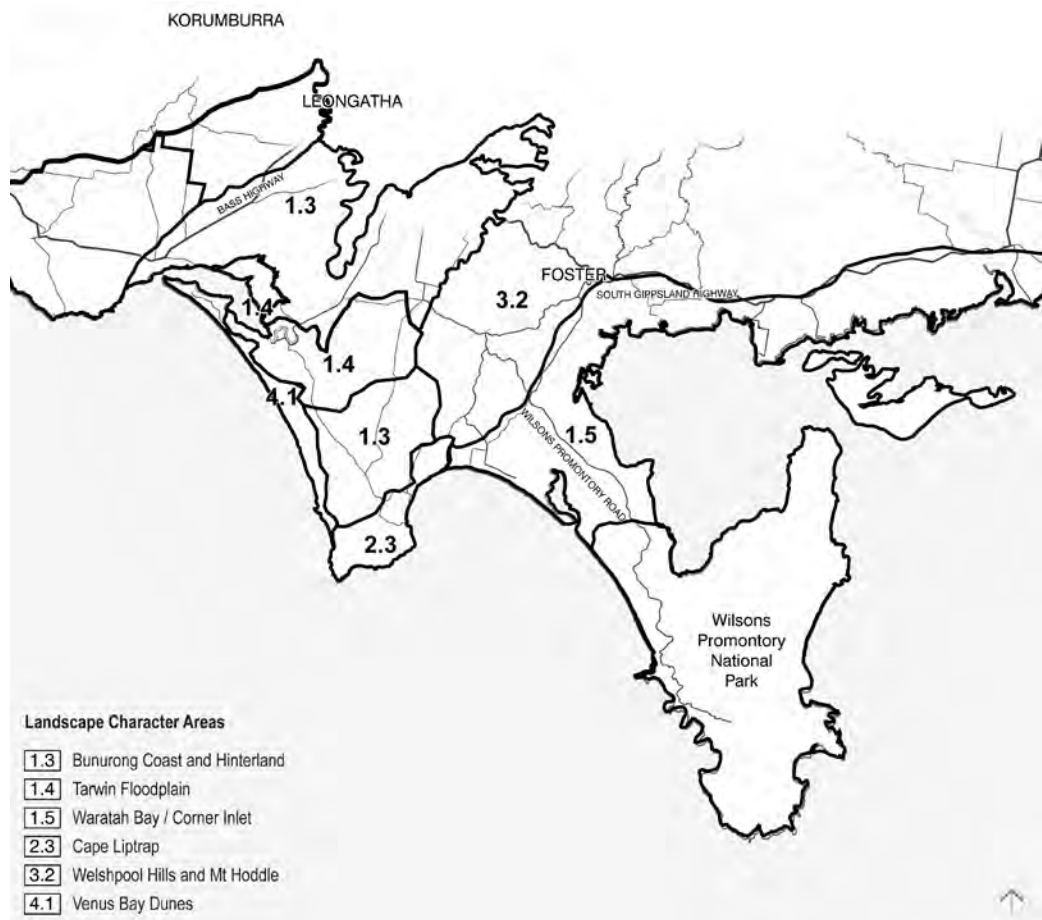 KORUMBURRA
LEONGATHA
BASS HIGHWAY
1.3
FOSTER
3.2
SOUTH GIPPSLAND HIGHWAY
1.4
1.4
4.1
1.3
1.5
WILSONS PROMONTORY ROAD
2.3
Wilsons
Promontory
National
Park
Landscape Character Areas
1.3 Bunurong Coast and Hinterland
1.4 Tarwin Floodplain
1.5 Waratah Bay / Corner Inlet
2.3 Cape Liptrap
3.2 Welshpool Hills and Mt Hoddle
4.1 Venus Bay Dunes